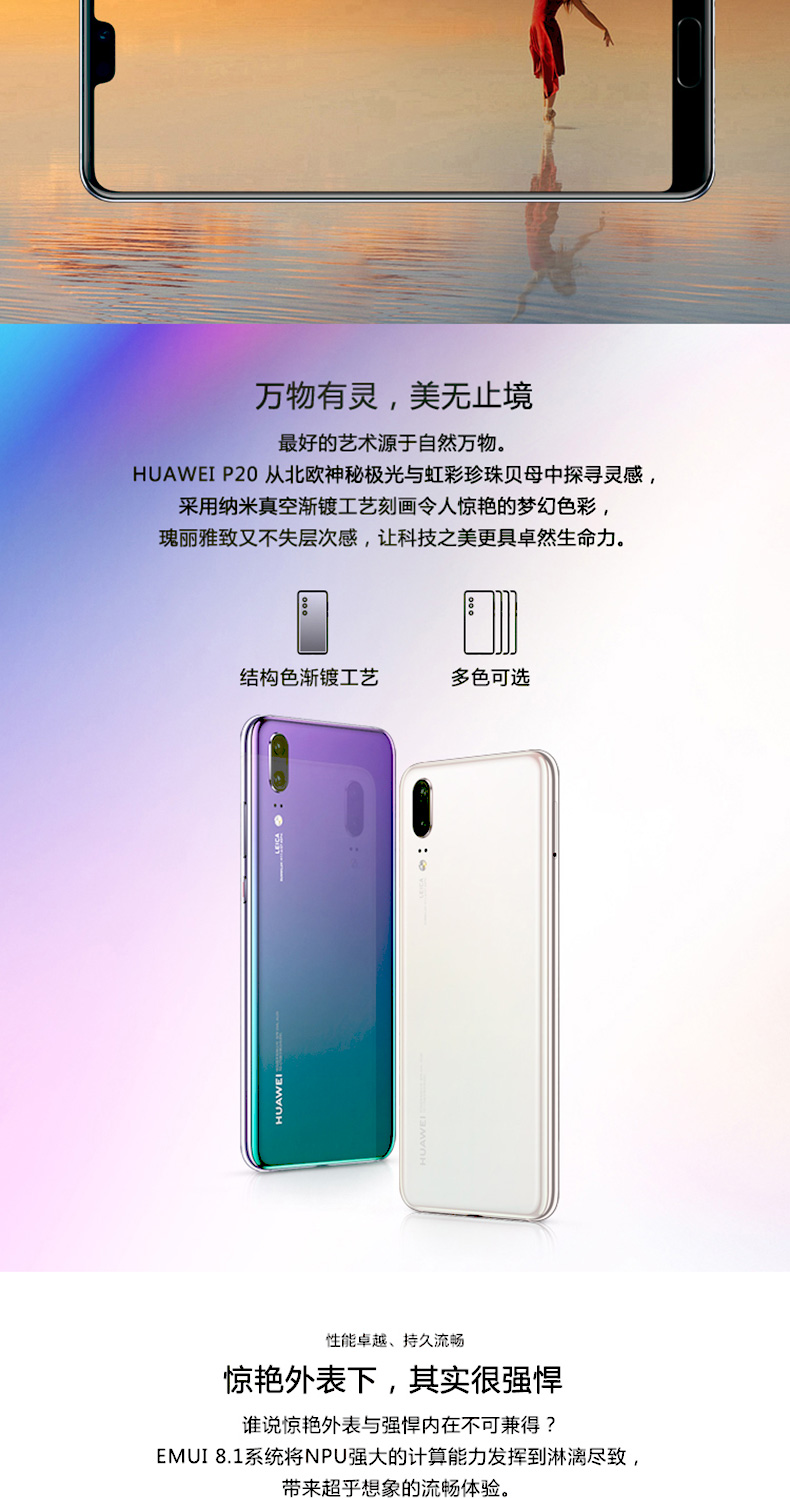 万物有灵，美无止境
最好的艺术源于自然万物。
HUAWEI P20 从北欧神秘极光与虹彩珍珠贝母中探寻灵感，
采用纳米真空渐镀工艺刻画令人惊艳的梦幻色彩，
瑰丽雅致又不失层次感，让科技之美更具卓然生命力。
结构色渐镀工艺 多色可选
LEICA
HUAWEI
HUAWEI
性能卓越、持久流畅
惊艳外表下，其实很强悍
谁说惊艳外表与强悍内在不可兼得？
EMUI 8.1系统将NPU强大的计算能力发挥到淋漓尽致，
带来超乎想象的流畅体验。